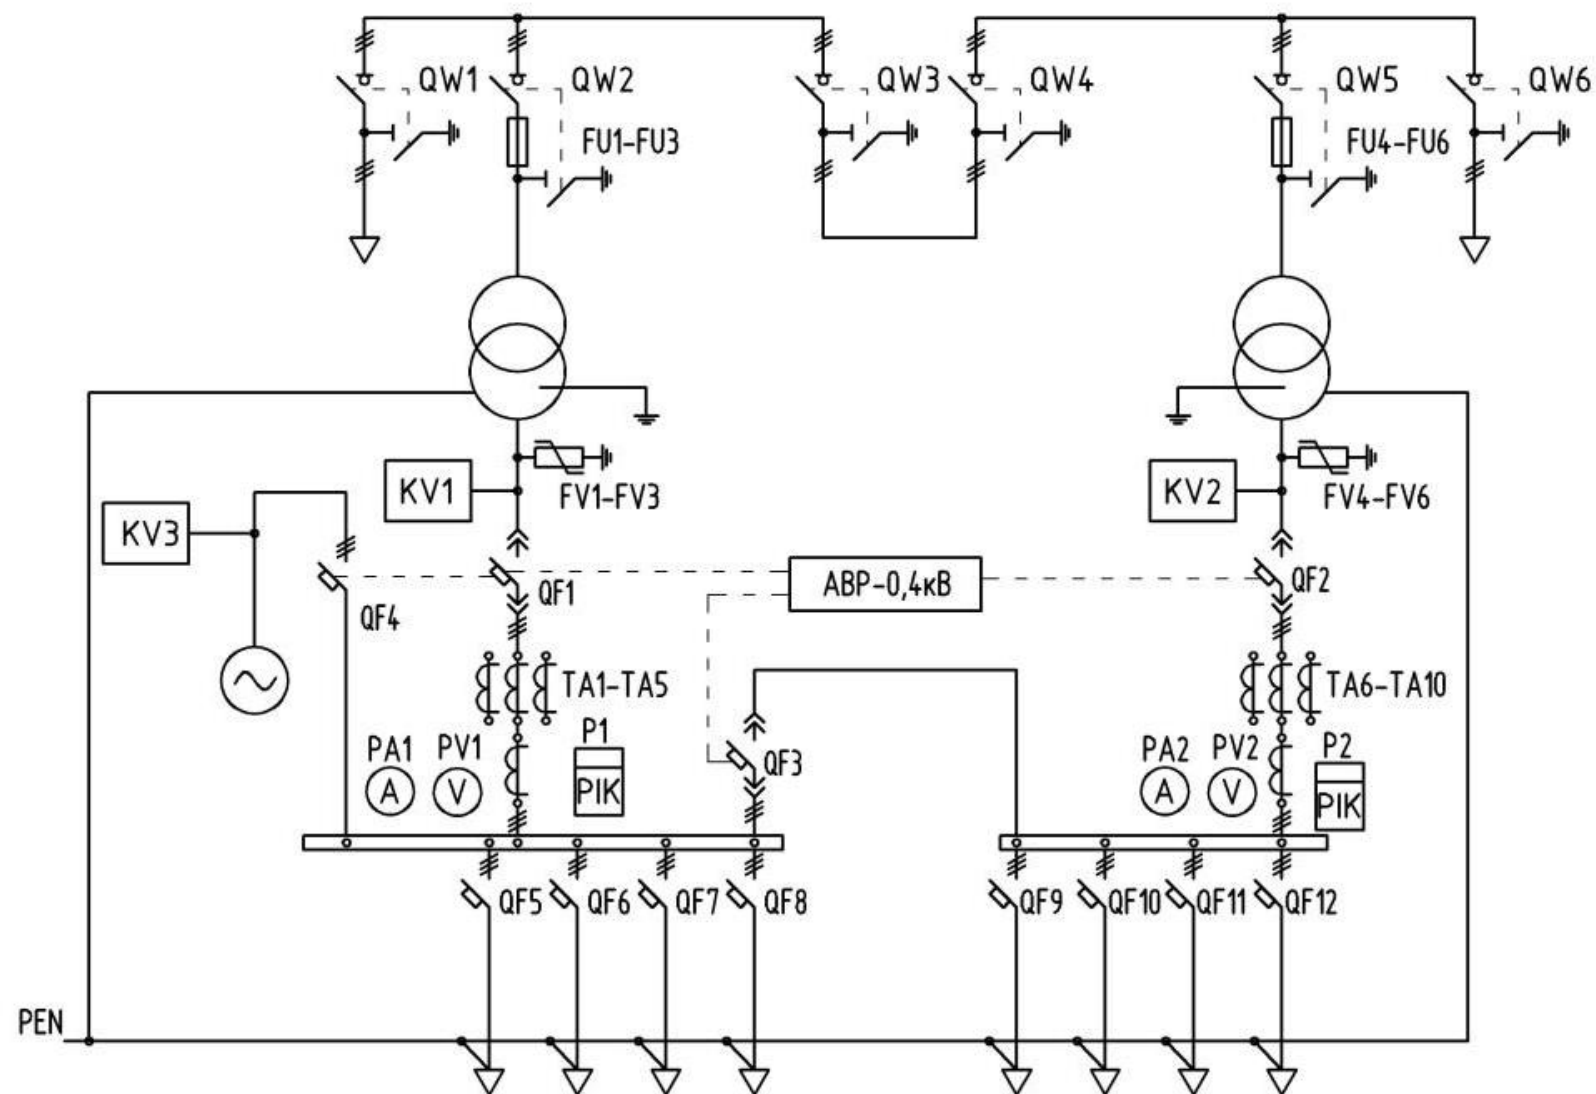 QW1
QW2
QW3
QW4
QW5
QW6
FU1-FU3
FU4-FU6
KV1
FV1-FV3
KV2
FV4-FV6
KV3
QF4
QF1
АВР-0,4кВ
QF2
TA1-TA5
TA6-TA10
PA1
PV1
P1
QF3
PA2
PV2
P2
A
V
PIK
A
V
PIK
QF5
QF6
QF7
QF8
QF9
QF10
QF11
QF12
PEN